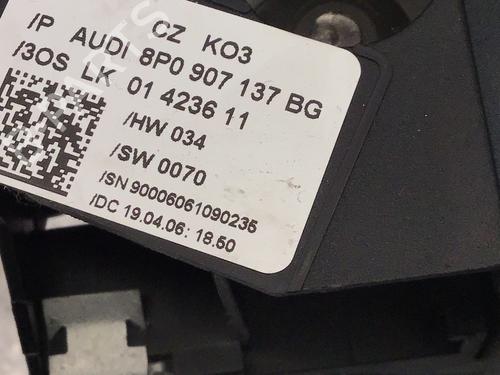 CZ KO3
/P AUDI 8P0 907 137 BG
/3OS LK 01 4236 11
/HW 034
/SW 0070
/SN 90006061090235
/DC 19.04.06: 18.50